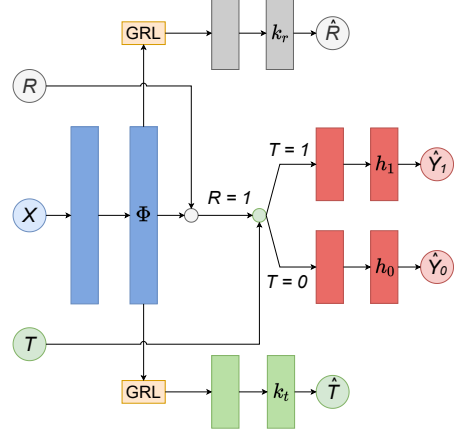 GRL
k_r
R̂
R
T = 1
h_1
Ŷ_1
X
Φ
R = 1
T = 0
h_0
Ŷ_0
T
GRL
k_t
T̂